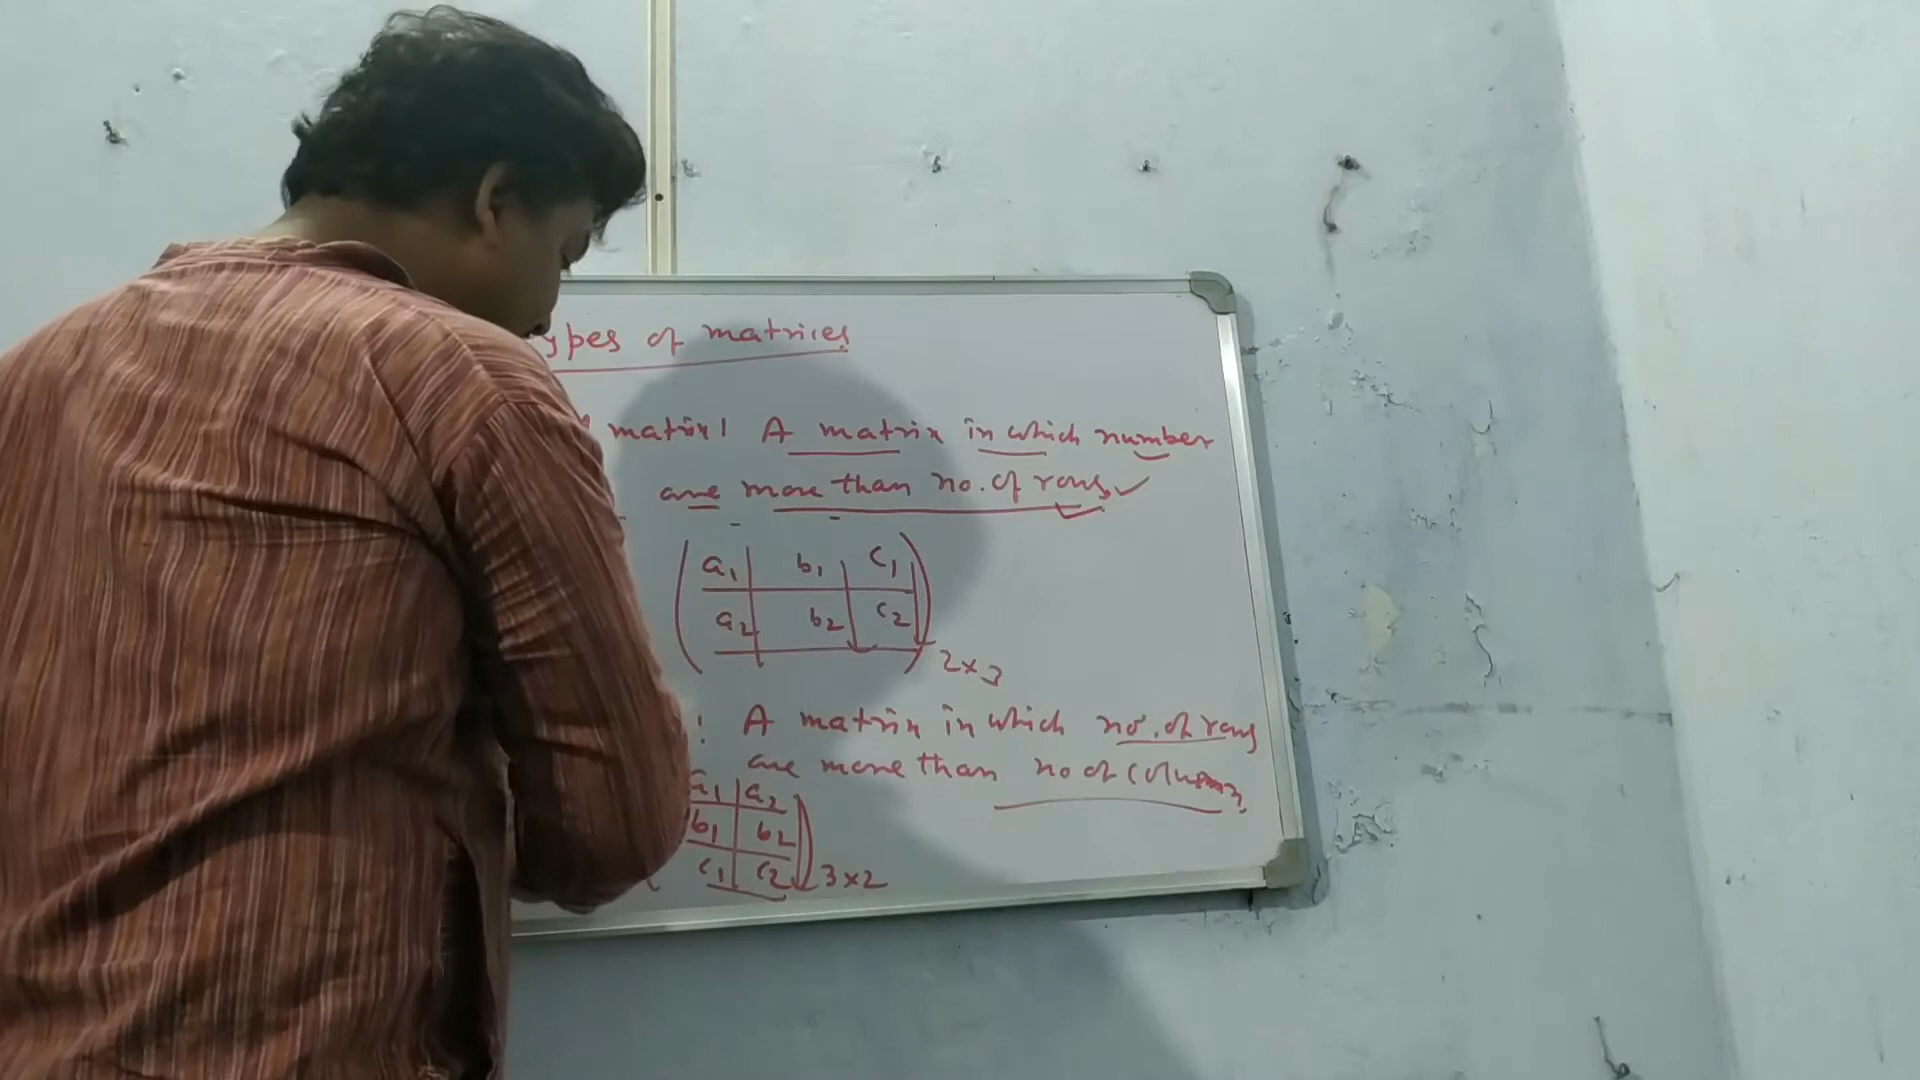 ypes of matrices
matrix! A matrix in which number
are more than no. of rows
a1 b1 c1
a2 b2 c2
2×3
: A matrix in which no. of rows
are more than no of column
a1 a2
b1 b2
c1 c2
3×2